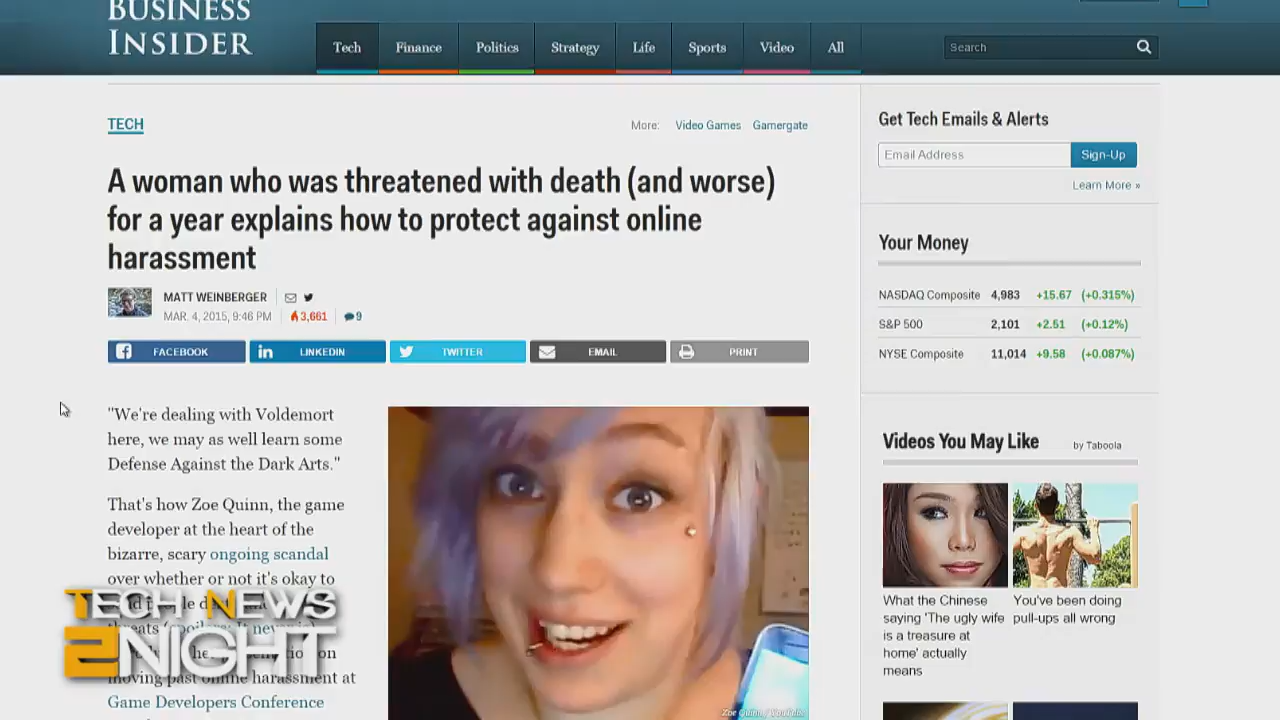 BUSINESS
INSIDER
Tech
Finance
Politics
Strategy
Life
Sports
Video
All
Search
TECH
More: Video Games Gamergate
A woman who was threatened with death (and worse)
for a year explains how to protect against online
harassment
MATT WEINBERGER
MAR. 4, 2015, 9:46 PM
3,661
9
FACEBOOK
LINKEDIN
TWITTER
EMAIL
PRINT
"We're dealing with Voldemort
here, we may as well learn some
Defense Against the Dark Arts."
That's how Zoe Quinn, the game
developer at the heart of the
bizarre, scary ongoing scandal
over whether or not it's okay to
moving past online harassment at
Game Developers Conference
TECH NEWS
2NIGHT
Zoe Quinn / YouTube
Get Tech Emails & Alerts
Email Address
Sign-Up
Learn More »
Your Money
NASDAQ Composite 4,983 +15.67 (+0.315%)
S&P 500 2,101 +2.51 (+0.12%)
NYSE Composite 11,014 +9.58 (+0.087%)
Videos You May Like
by Taboola
What the Chinese
saying 'The ugly wife
is a treasure at
home' actually
means
You've been doing
pull-ups all wrong